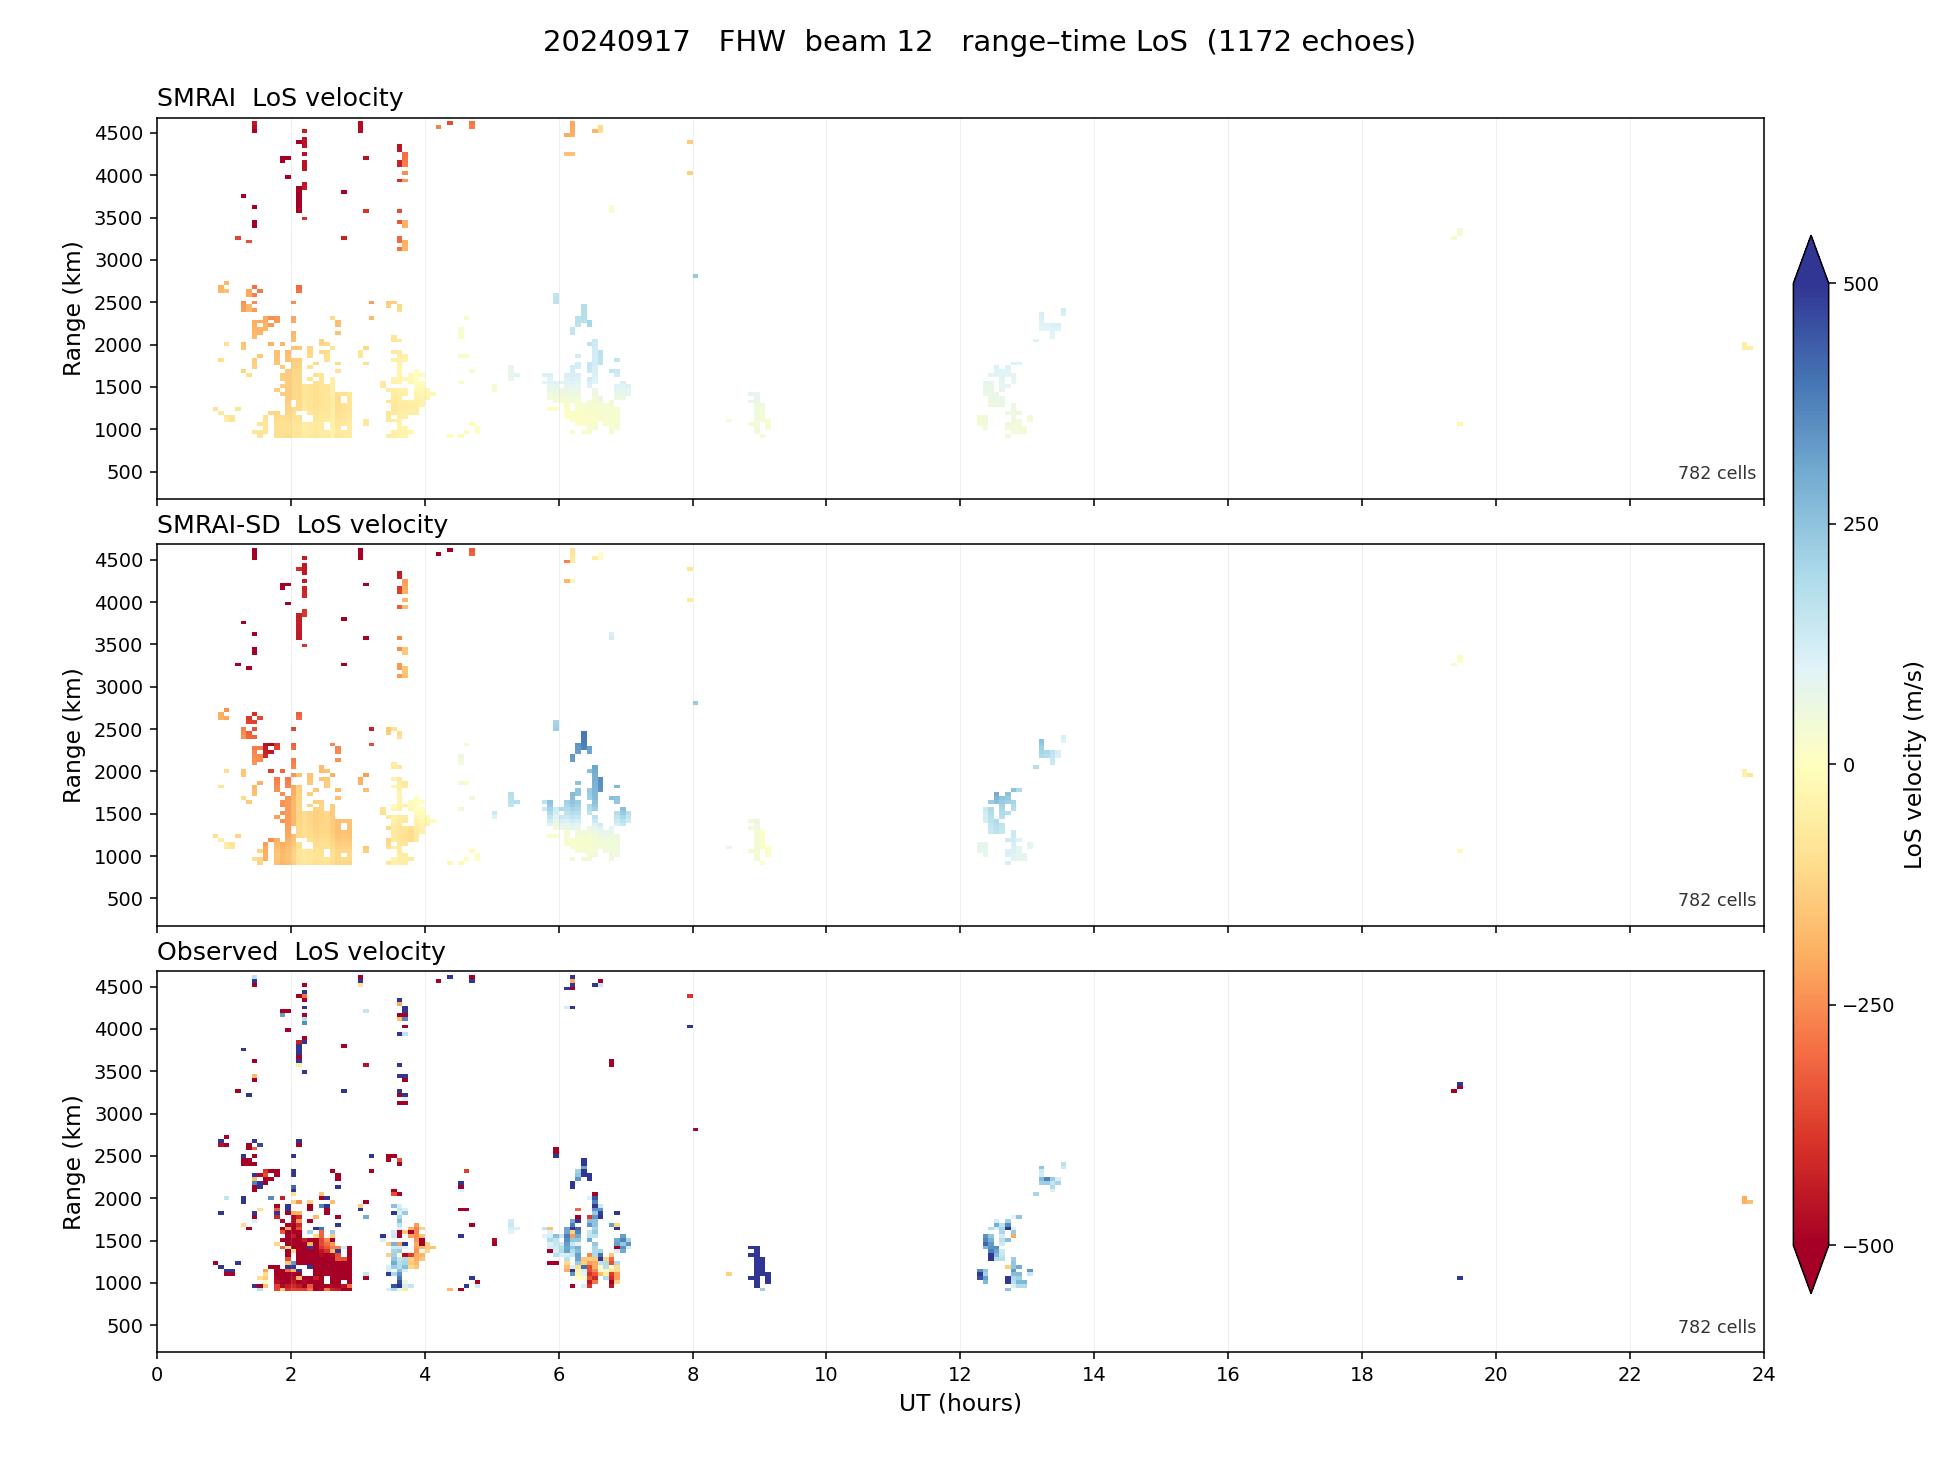 20240917   FHW  beam 12   range–time LoS  (1172 echoes)
SMRAI  LoS velocity
4500
4000
3500
3000
2500
2000
1500
1000
500
Range (km)
782 cells
SMRAI-SD  LoS velocity
4500
4000
3500
3000
2500
2000
1500
1000
500
Range (km)
782 cells
Observed  LoS velocity
4500
4000
3500
3000
2500
2000
1500
1000
500
Range (km)
782 cells
0 2 4 6 8 10 12 14 16 18 20 22 24
UT (hours)
500
250
0
−250
−500
LoS velocity (m/s)